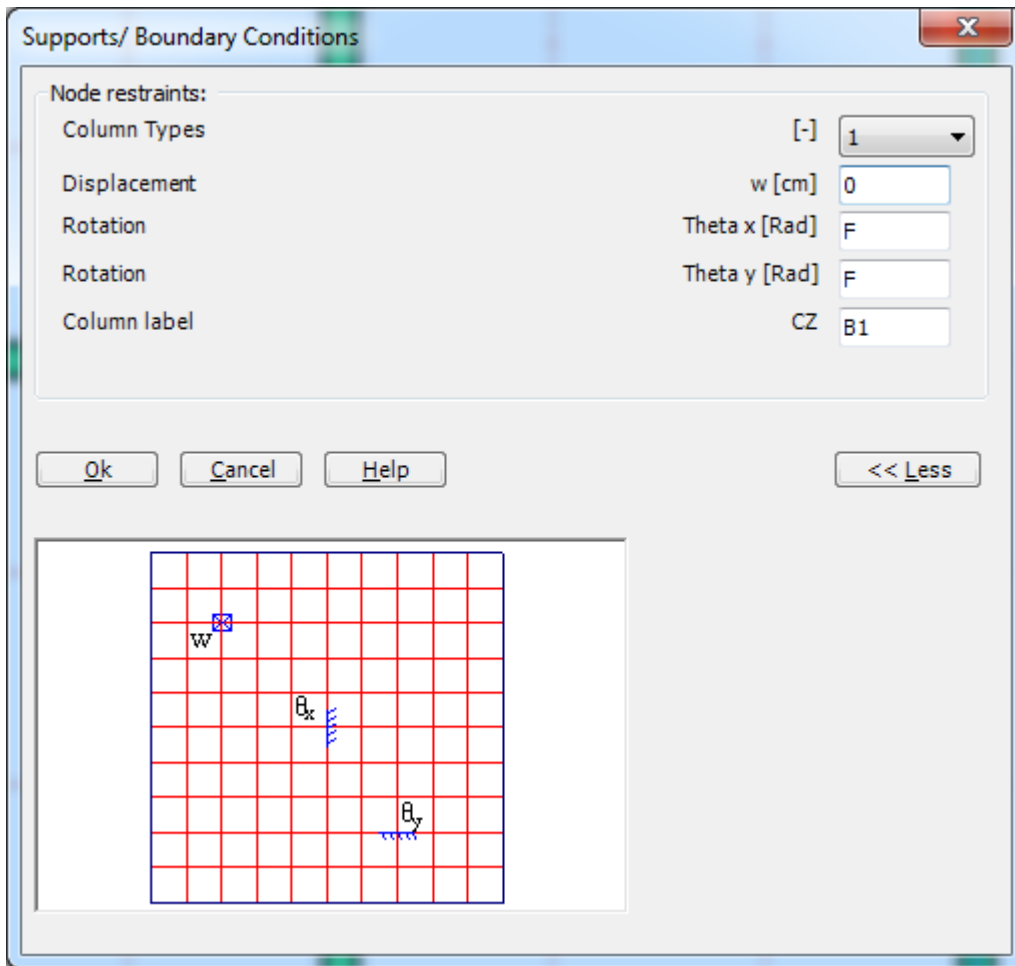 Supports/ Boundary Conditions
Node restraints:
Column Types [-] 1
Displacement w [cm] 0
Rotation Theta x [Rad] F
Rotation Theta y [Rad] F
Column label CZ B1
Ok Cancel Help << Less
w
θx
θy